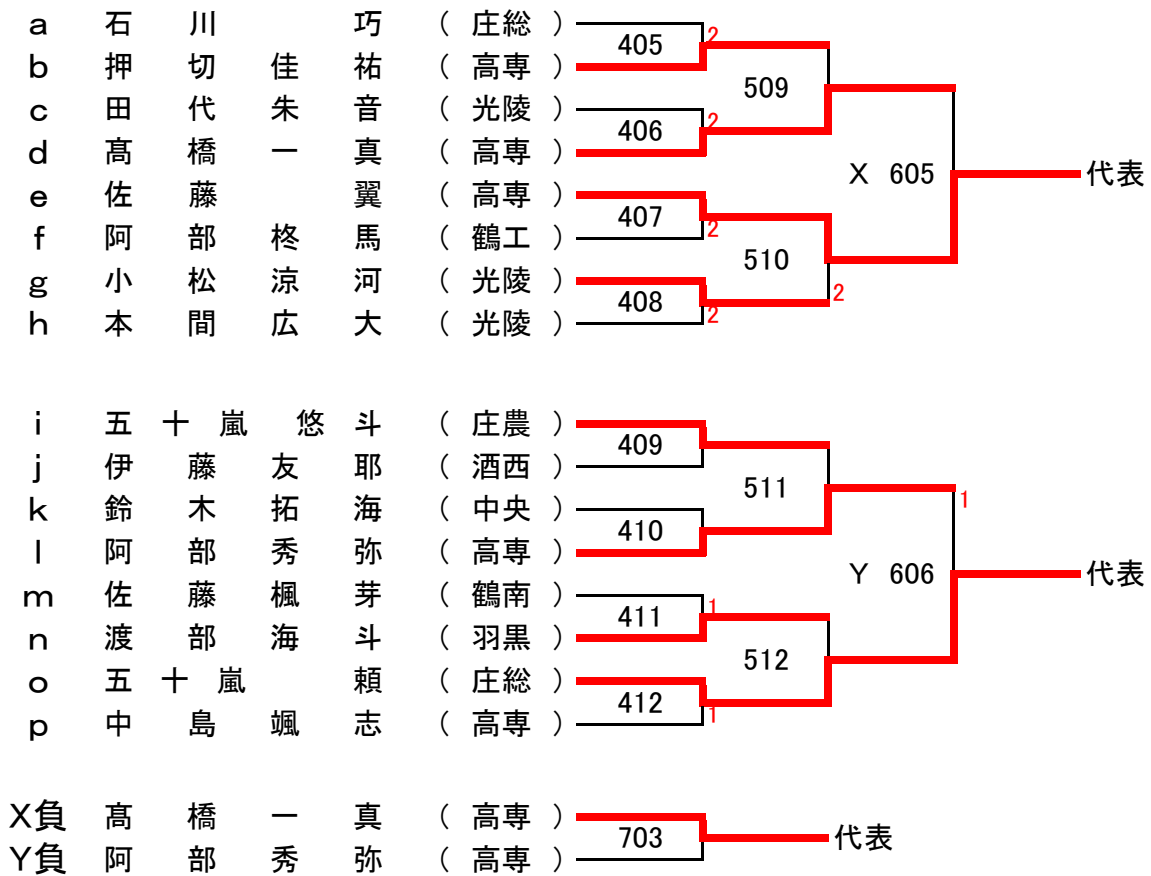 a 石川 巧 ( 庄総 ) 2
405
b 押切佳祐 ( 高専 )
509
c 田代朱音 ( 光陵 ) 2
406
d 髙橋一真 ( 高専 )
X 605 代表
e 佐藤 翼 ( 高専 )
407 2
f 阿部柊馬 ( 鶴工 )
510
g 小松涼河 ( 光陵 ) 2
408 2
h 本間広大 ( 光陵 )
i 五十嵐悠斗 ( 庄農 )
409
j 伊藤友耶 ( 酒西 )
511
k 鈴木拓海 ( 中央 ) 1
410
l 阿部秀弥 ( 高専 )
Y 606 代表
m 佐藤楓芽 ( 鶴南 ) 1
411
n 渡部海斗 ( 羽黒 )
512
o 五十嵐 頼 ( 庄総 )
412 1
p 中島颯志 ( 高専 )
X負 髙橋一真 ( 高専 )
703 代表
Y負 阿部秀弥 ( 高専 )